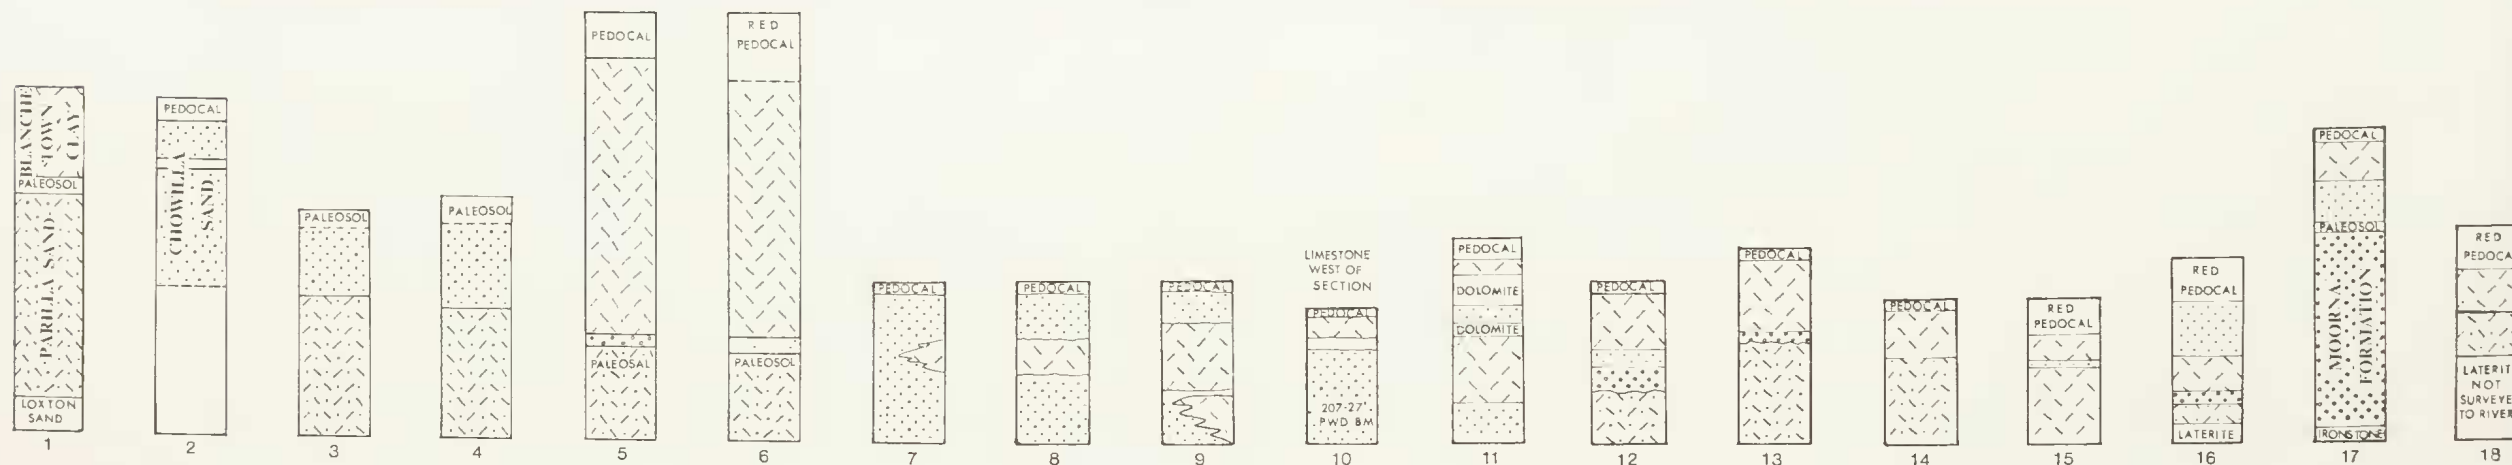 BLANCHE
TOWN
CLAY
PALEOSOL
PARILLA SAND
LOXTON
SAND
1
PEDOCAL
CHOWILLA
SAND
2
PALEOSOL
3
PALEOSOL
4
PEDOCAL
PALEOSAL
5
RED
PEDOCAL
PALEOSOL
6
PEDOCAL
7
PEDOCAL
8
PEDOCAL
9
LIMESTONE
WEST OF
SECTION
PEDOCAL
207-27'
PWD BM
10
PEDOCAL
DOLOMITE
DOLOMITE
11
PEDOCAL
12
PEDOCAL
13
PEDOCAL
14
RED
PEDOCAL
15
RED
PEDOCAL
LATERITE
16
PEDOCAL
PALEOSOL
MOORNA
FORMATION
IRONSTONE
17
RED
PEDOCA
LATERIT
NOT
SURVEYE
TO RIVER
18